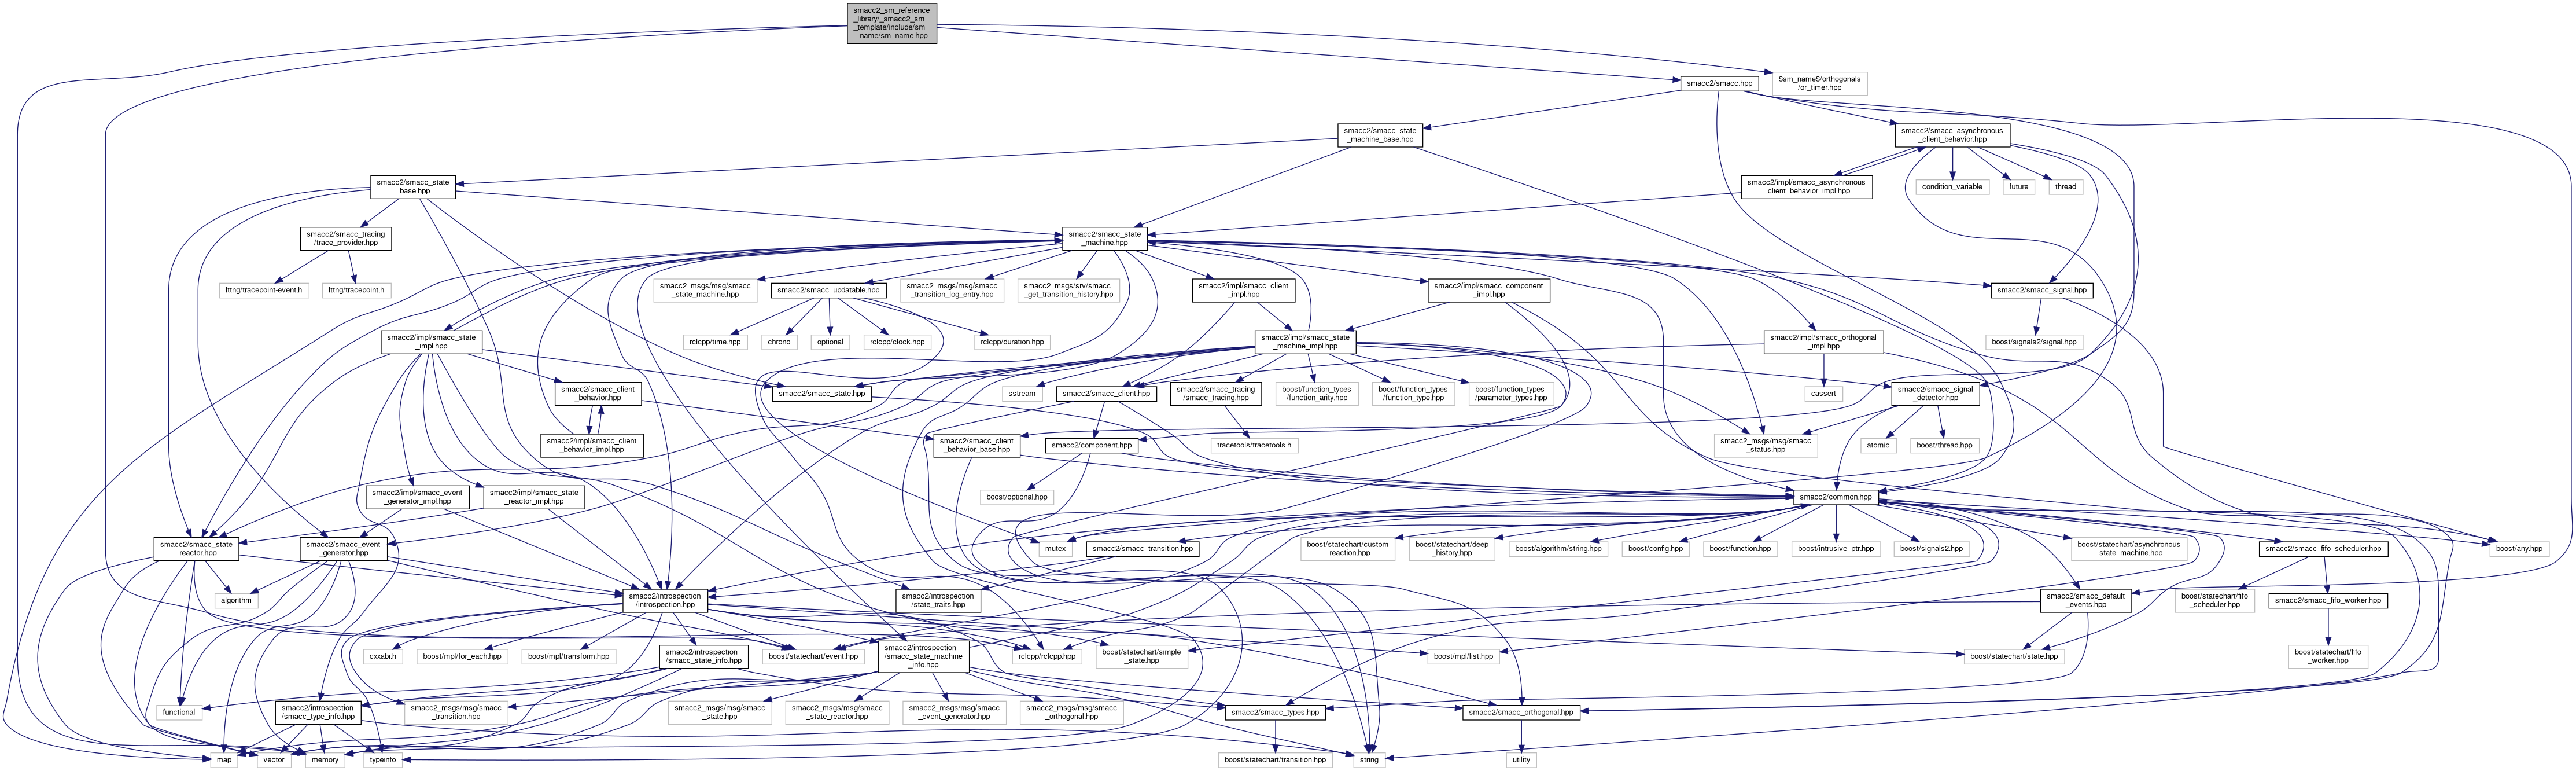 smacc2_sm_reference
_library/_smacc2_sm
_template/include/sm
_name/sm_name.hpp
smacc2/smacc.hpp
$sm_name$/orthogonals
/or_timer.hpp
smacc2/smacc_state
_machine_base.hpp
smacc2/smacc_asynchronous
_client_behavior.hpp
smacc2/smacc_state
_base.hpp
smacc2/impl/smacc_asynchronous
_client_behavior_impl.hpp
condition_variable
future
thread
smacc2/smacc_tracing
/trace_provider.hpp
smacc2/smacc_state
_machine.hpp
lttng/tracepoint-event.h
lttng/tracepoint.h
smacc2_msgs/msg/smacc
_state_machine.hpp
smacc2/smacc_updatable.hpp
smacc2_msgs/msg/smacc
_transition_log_entry.hpp
smacc2_msgs/srv/smacc
_get_transition_history.hpp
smacc2/impl/smacc_client
_impl.hpp
smacc2/impl/smacc_component
_impl.hpp
smacc2/smacc_signal.hpp
smacc2/impl/smacc_state
_impl.hpp
rclcpp/time.hpp
chrono
optional
rclcpp/clock.hpp
rclcpp/duration.hpp
smacc2/impl/smacc_state
_machine_impl.hpp
smacc2/impl/smacc_orthogonal
_impl.hpp
boost/signals2/signal.hpp
smacc2/smacc_client
_behavior.hpp
smacc2/smacc_state.hpp
sstream
smacc2/smacc_client.hpp
smacc2/smacc_tracing
/smacc_tracing.hpp
boost/function_types
/function_arity.hpp
boost/function_types
/function_type.hpp
boost/function_types
/parameter_types.hpp
cassert
smacc2/smacc_signal
_detector.hpp
smacc2/impl/smacc_client
_behavior_impl.hpp
smacc2/smacc_client
_behavior_base.hpp
smacc2/component.hpp
tracetools/tracetools.h
smacc2_msgs/msg/smacc
_status.hpp
atomic
boost/thread.hpp
smacc2/impl/smacc_event
_generator_impl.hpp
smacc2/impl/smacc_state
_reactor_impl.hpp
boost/optional.hpp
smacc2/common.hpp
smacc2/smacc_state
_reactor.hpp
smacc2/smacc_event
_generator.hpp
mutex
smacc2/smacc_transition.hpp
boost/statechart/custom
_reaction.hpp
boost/statechart/deep
_history.hpp
boost/algorithm/string.hpp
boost/config.hpp
boost/function.hpp
boost/intrusive_ptr.hpp
boost/signals2.hpp
boost/statechart/asynchronous
_state_machine.hpp
smacc2/smacc_fifo_scheduler.hpp
boost/any.hpp
algorithm
smacc2/introspection
/introspection.hpp
smacc2/introspection
/state_traits.hpp
smacc2/smacc_default
_events.hpp
boost/statechart/fifo
_scheduler.hpp
smacc2/smacc_fifo_worker.hpp
cxxabi.h
boost/mpl/for_each.hpp
boost/mpl/transform.hpp
smacc2/introspection
/smacc_state_info.hpp
boost/statechart/event.hpp
smacc2/introspection
/smacc_state_machine
_info.hpp
rclcpp/rclcpp.hpp
boost/statechart/simple
_state.hpp
boost/mpl/list.hpp
boost/statechart/state.hpp
boost/statechart/fifo
_worker.hpp
functional
smacc2/introspection
/smacc_type_info.hpp
smacc2_msgs/msg/smacc
_transition.hpp
smacc2_msgs/msg/smacc
_state.hpp
smacc2_msgs/msg/smacc
_state_reactor.hpp
smacc2_msgs/msg/smacc
_event_generator.hpp
smacc2_msgs/msg/smacc
_orthogonal.hpp
smacc2/smacc_types.hpp
smacc2/smacc_orthogonal.hpp
map
vector
memory
typeinfo
boost/statechart/transition.hpp
string
utility